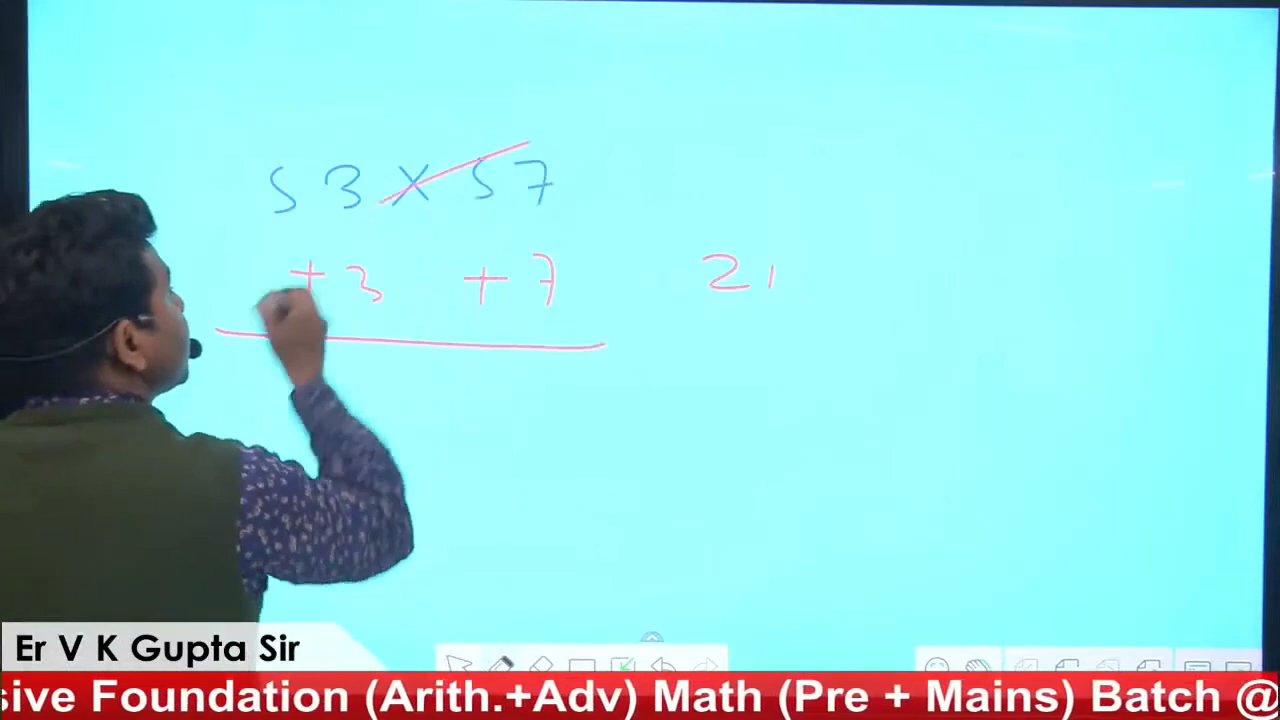 53 × 57
+3 +7 21
Er V K Gupta Sir
sive Foundation (Arith.+Adv) Math (Pre + Mains) Batch @